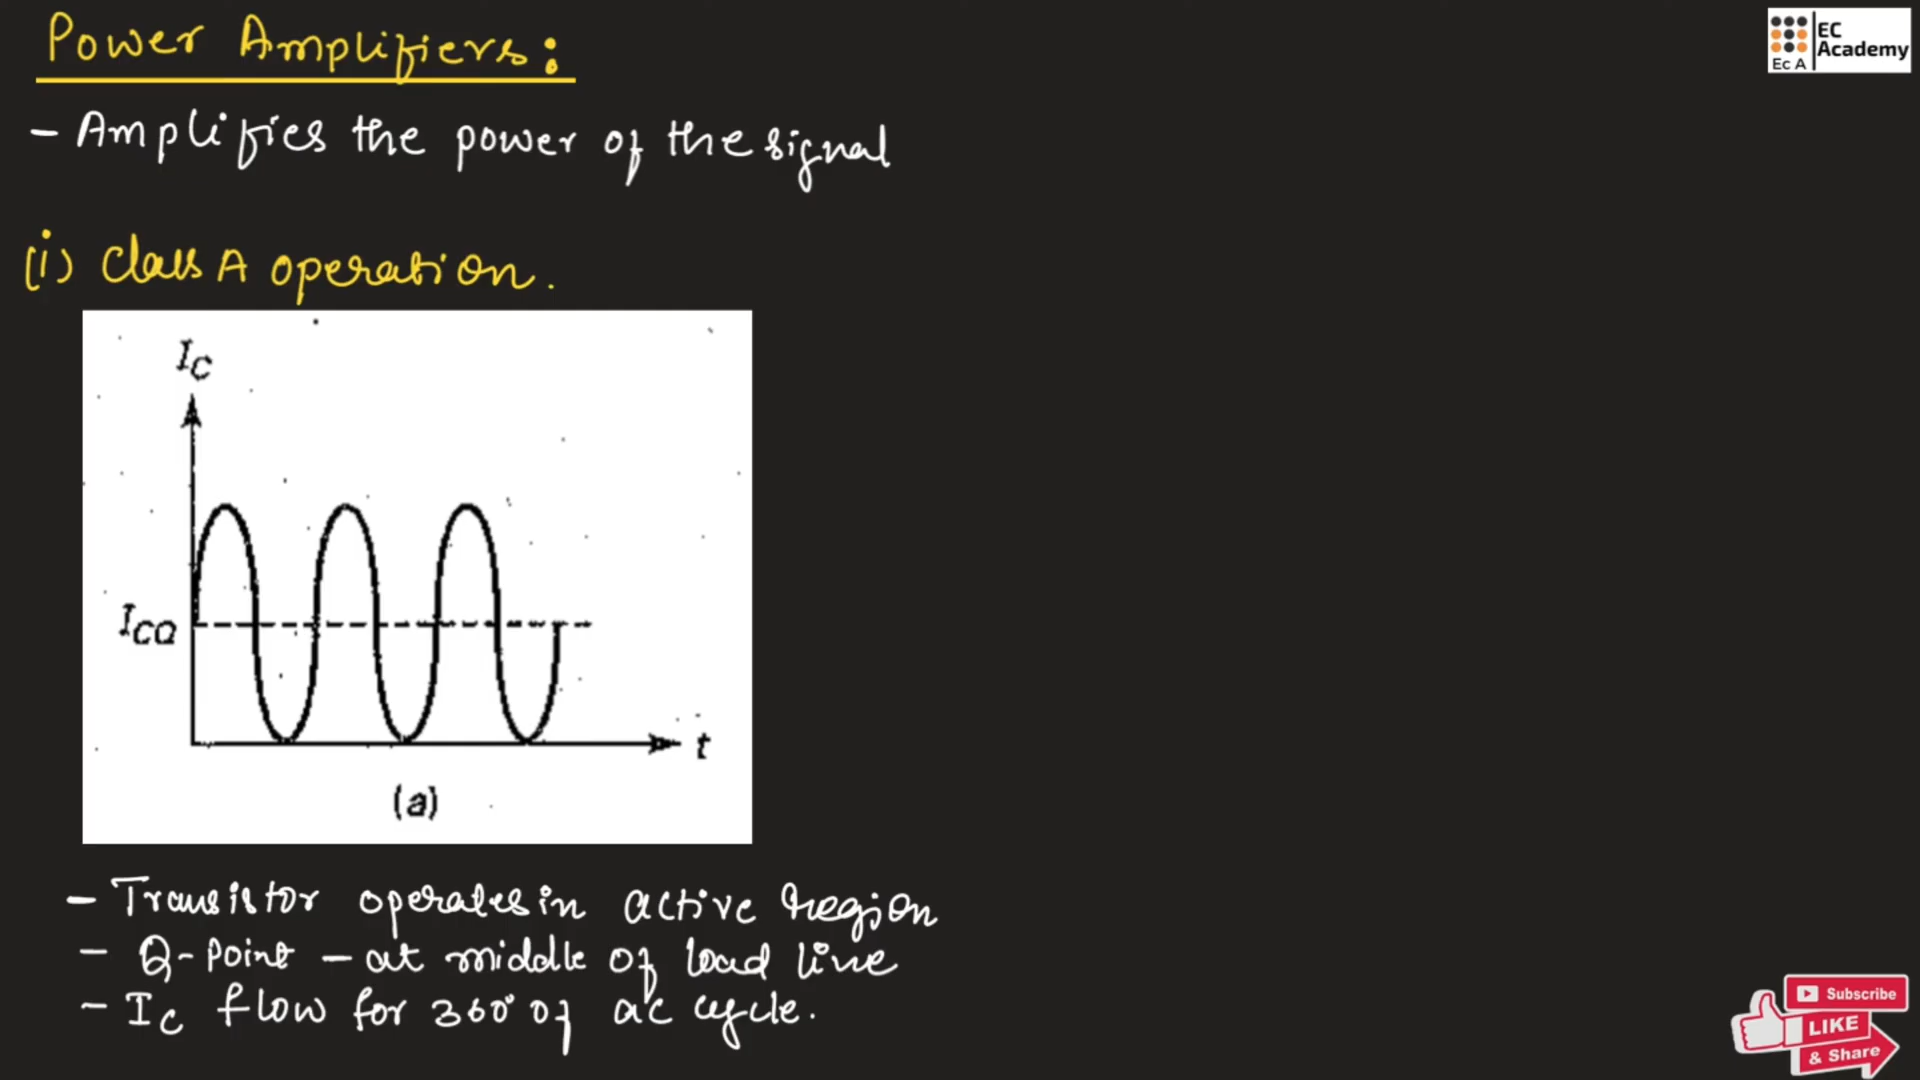 Power Amplifiers:
EC
Academy
Ec A
- Amplifies the power of the signal
(i) Class A operation.
IC
ICQ
t
(a)
- Transistor operates in active region
- Q-Point - at middle of load line
- IC flow for 360° of ac cycle.
Subscribe
LIKE
& Share